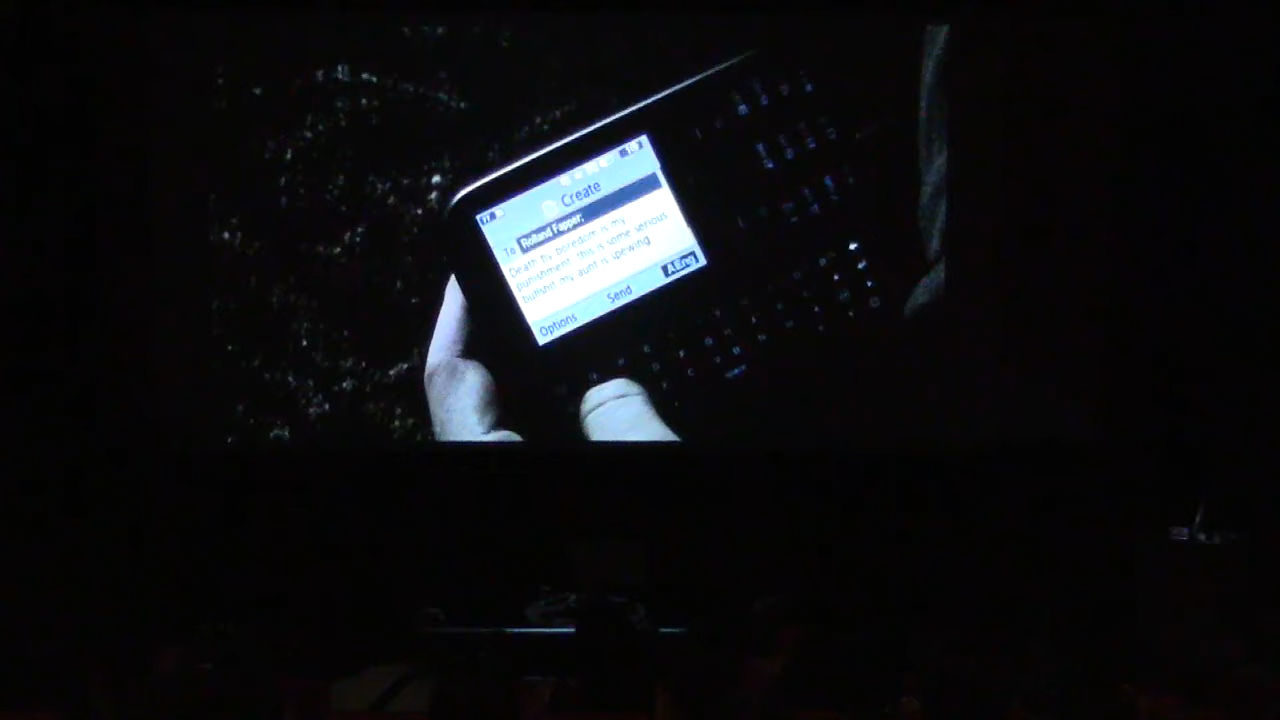 Create
To Rolland Fapper;
Death by boredom is my
punishment, this is some serious
bullshit my aunt is spewing
AEng
Options Send